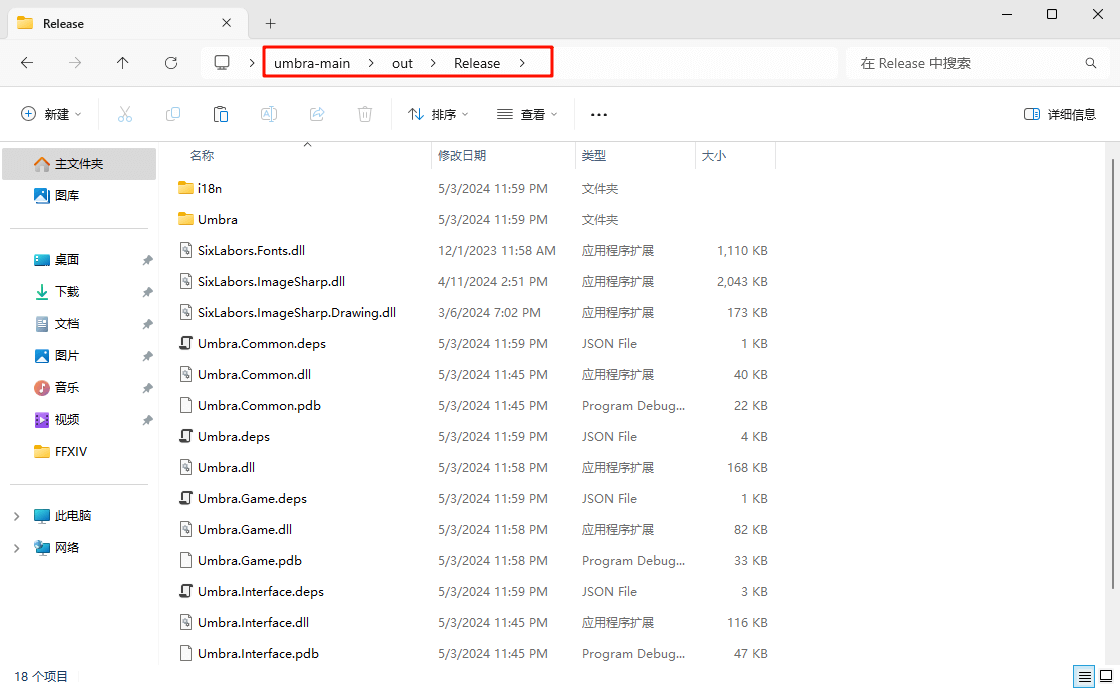 Release
umbra-main > out > Release >
在 Release 中搜索
新建
排序
查看
详细信息
主文件夹
图库
桌面
下载
文档
图片
音乐
视频
FFXIV
此电脑
网络
名称 修改日期 类型 大小
i18n 5/3/2024 11:59 PM 文件夹
Umbra 5/3/2024 11:59 PM 文件夹
SixLabors.Fonts.dll 12/1/2023 11:58 AM 应用程序扩展 1,110 KB
SixLabors.ImageSharp.dll 4/11/2024 2:51 PM 应用程序扩展 2,043 KB
SixLabors.ImageSharp.Drawing.dll 3/6/2024 7:02 PM 应用程序扩展 173 KB
Umbra.Common.deps 5/3/2024 11:59 PM JSON File 1 KB
Umbra.Common.dll 5/3/2024 11:45 PM 应用程序扩展 40 KB
Umbra.Common.pdb 5/3/2024 11:45 PM Program Debug... 22 KB
Umbra.deps 5/3/2024 11:59 PM JSON File 4 KB
Umbra.dll 5/3/2024 11:58 PM 应用程序扩展 168 KB
Umbra.Game.deps 5/3/2024 11:59 PM JSON File 1 KB
Umbra.Game.dll 5/3/2024 11:58 PM 应用程序扩展 82 KB
Umbra.Game.pdb 5/3/2024 11:58 PM Program Debug... 33 KB
Umbra.Interface.deps 5/3/2024 11:59 PM JSON File 3 KB
Umbra.Interface.dll 5/3/2024 11:45 PM 应用程序扩展 116 KB
Umbra.Interface.pdb 5/3/2024 11:45 PM Program Debug... 47 KB
18 个项目